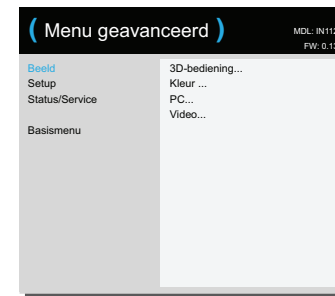 ( Menu geavanceerd )
MDL: IN112
FW: 0.13
Beeld
Setup
Status/Service
Basismenu
3D-bediening...
Kleur ...
PC...
Video...